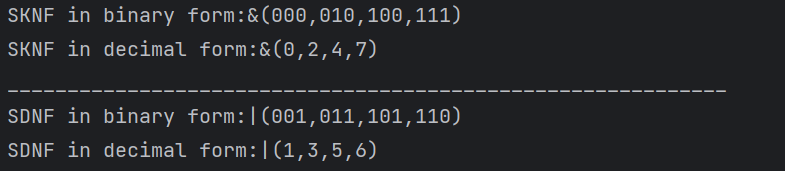 SKNF in binary form:&(000,010,100,111)
SKNF in decimal form:&(0,2,4,7)
____________________________________________________________
SDNF in binary form:|(001,011,101,110)
SDNF in decimal form:|(1,3,5,6)